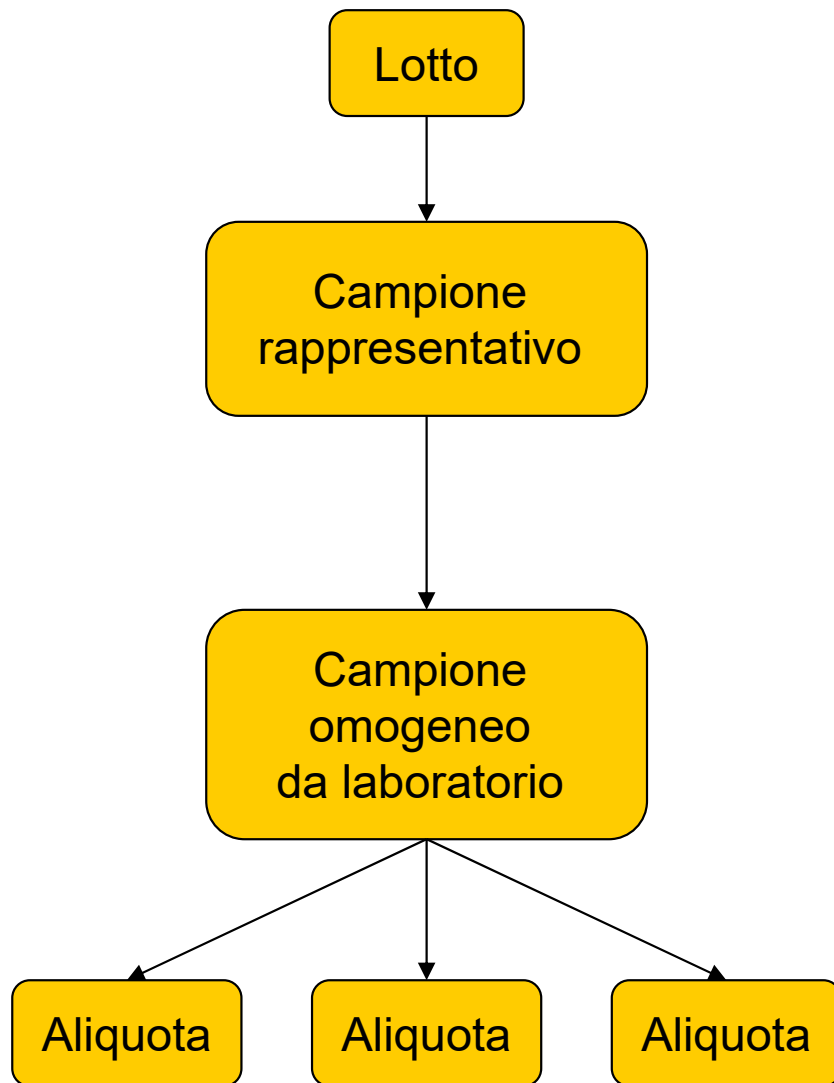 Lotto
Campione
rappresentativo
Campione
omogeneo
da laboratorio
Aliquota
Aliquota
Aliquota